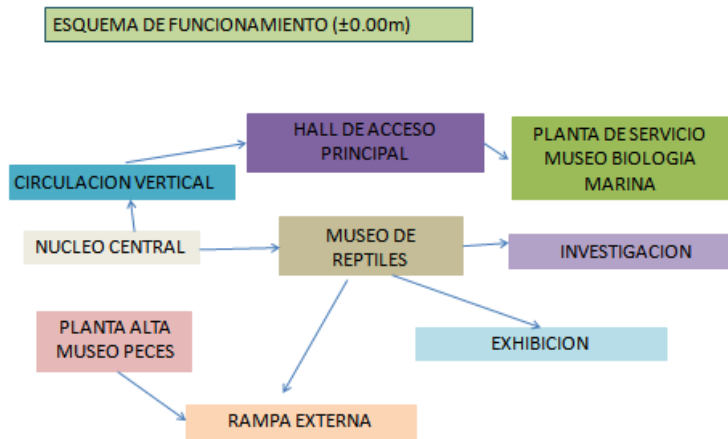 ESQUEMA DE FUNCIONAMIENTO (±0.00m)
HALL DE ACCESO
PRINCIPAL
PLANTA DE SERVICIO
MUSEO BIOLOGIA
MARINA
CIRCULACION VERTICAL
NUCLEO CENTRAL
MUSEO DE
REPTILES
INVESTIGACION
PLANTA ALTA
MUSEO PECES
EXHIBICION
RAMPA EXTERNA